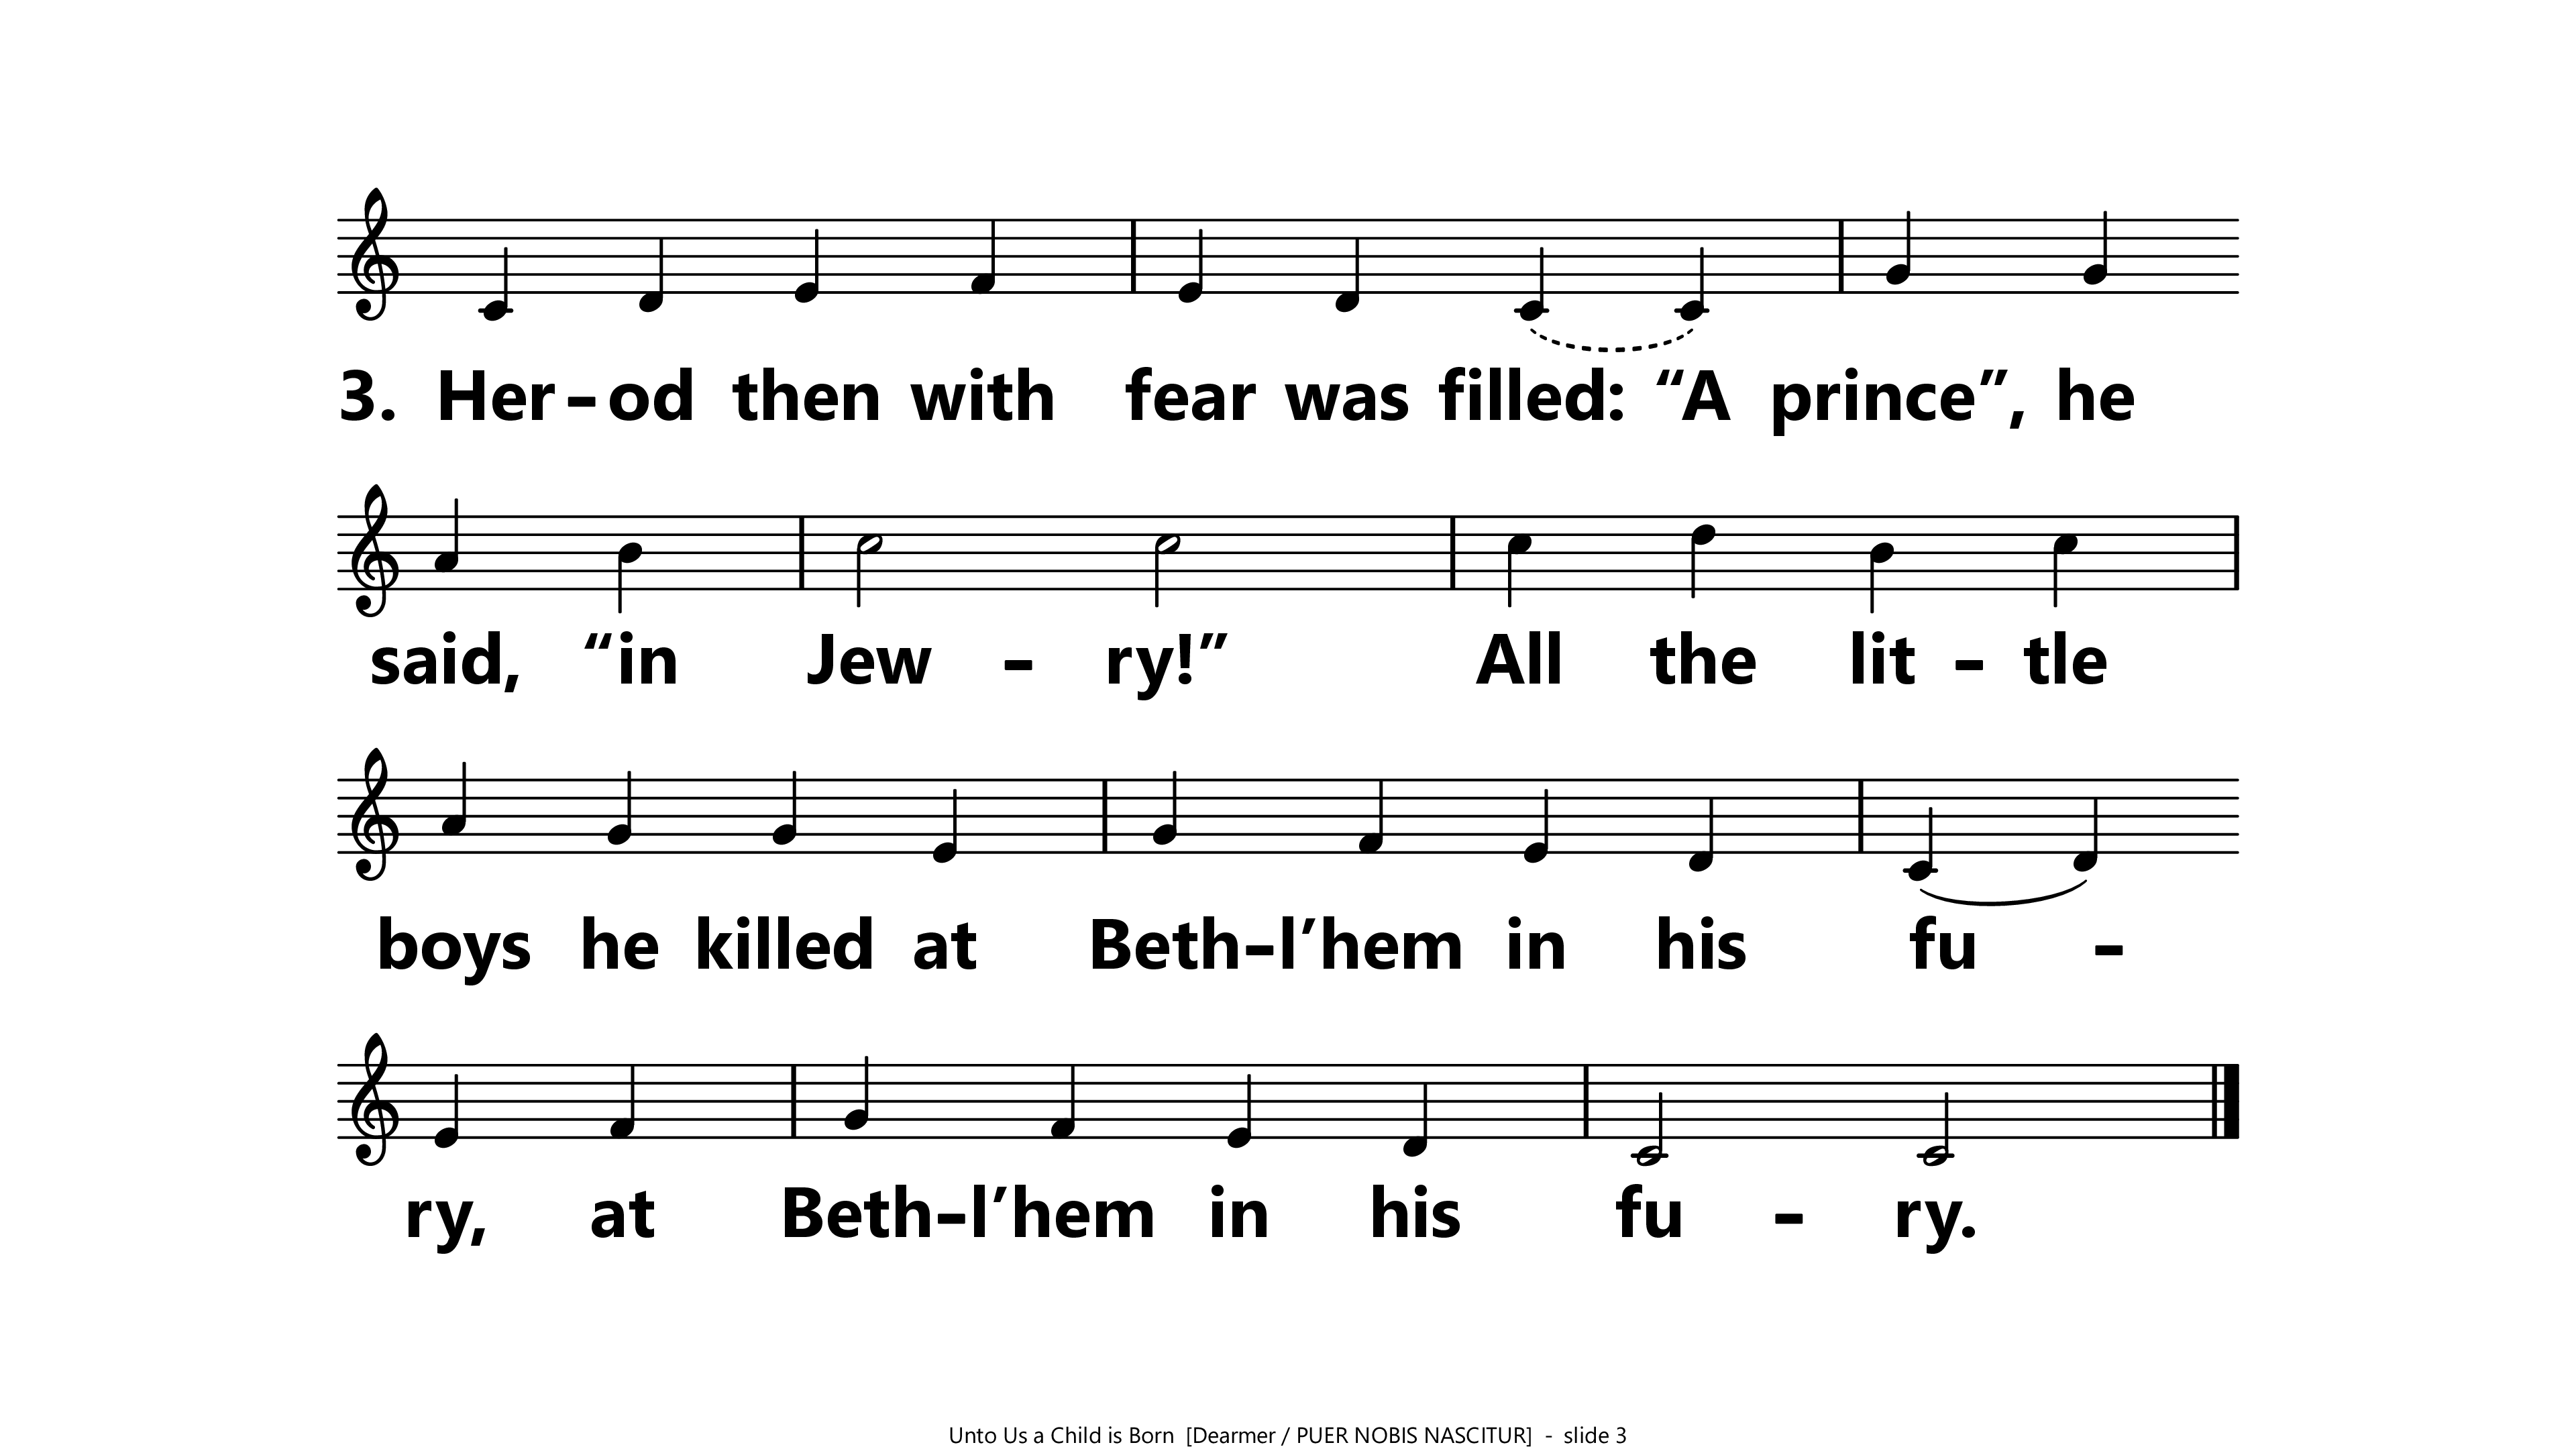 3. Her-od then with fear was filled: “A prince”, he
said, “in Jew - ry!” All the lit - tle
boys he killed at Beth-l’hem in his fu -
ry, at Beth-l’hem in his fu - ry.
Unto Us a Child is Born [Dearmer / PUER NOBIS NASCITUR] - slide 3